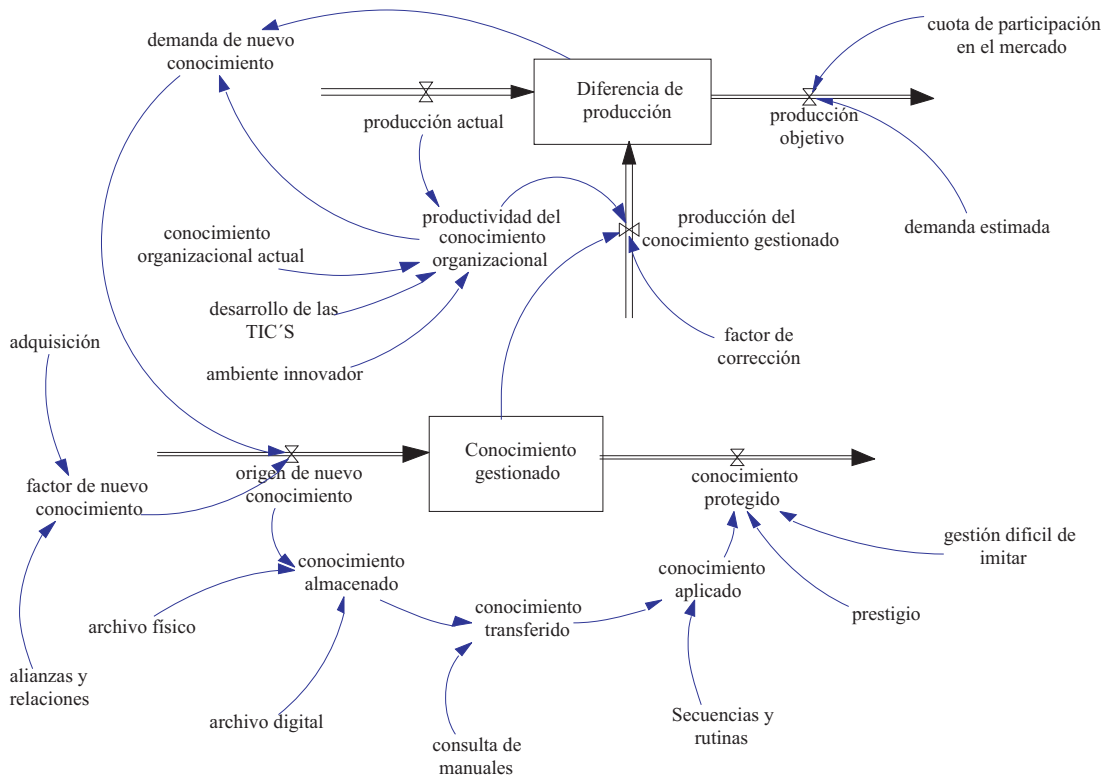 demanda de nuevo
conocimiento
cuota de participación
en el mercado
Diferencia de
producción
producción actual
producción
objetivo
productividad del
conocimiento
organizacional
producción del
conocimiento gestionado
demanda estimada
conocimiento
organizacional actual
desarrollo de las
TIC´S
ambiente innovador
factor de
corrección
adquisición
Conocimiento
gestionado
origen de nuevo
conocimiento
factor de nuevo
conocimiento
conocimiento
protegido
gestión dificil de
imitar
conocimiento
almacenado
conocimiento
aplicado
conocimiento
transferido
prestigio
archivo físico
alianzas y
relaciones
archivo digital
Secuencias y
rutinas
consulta de
manuales